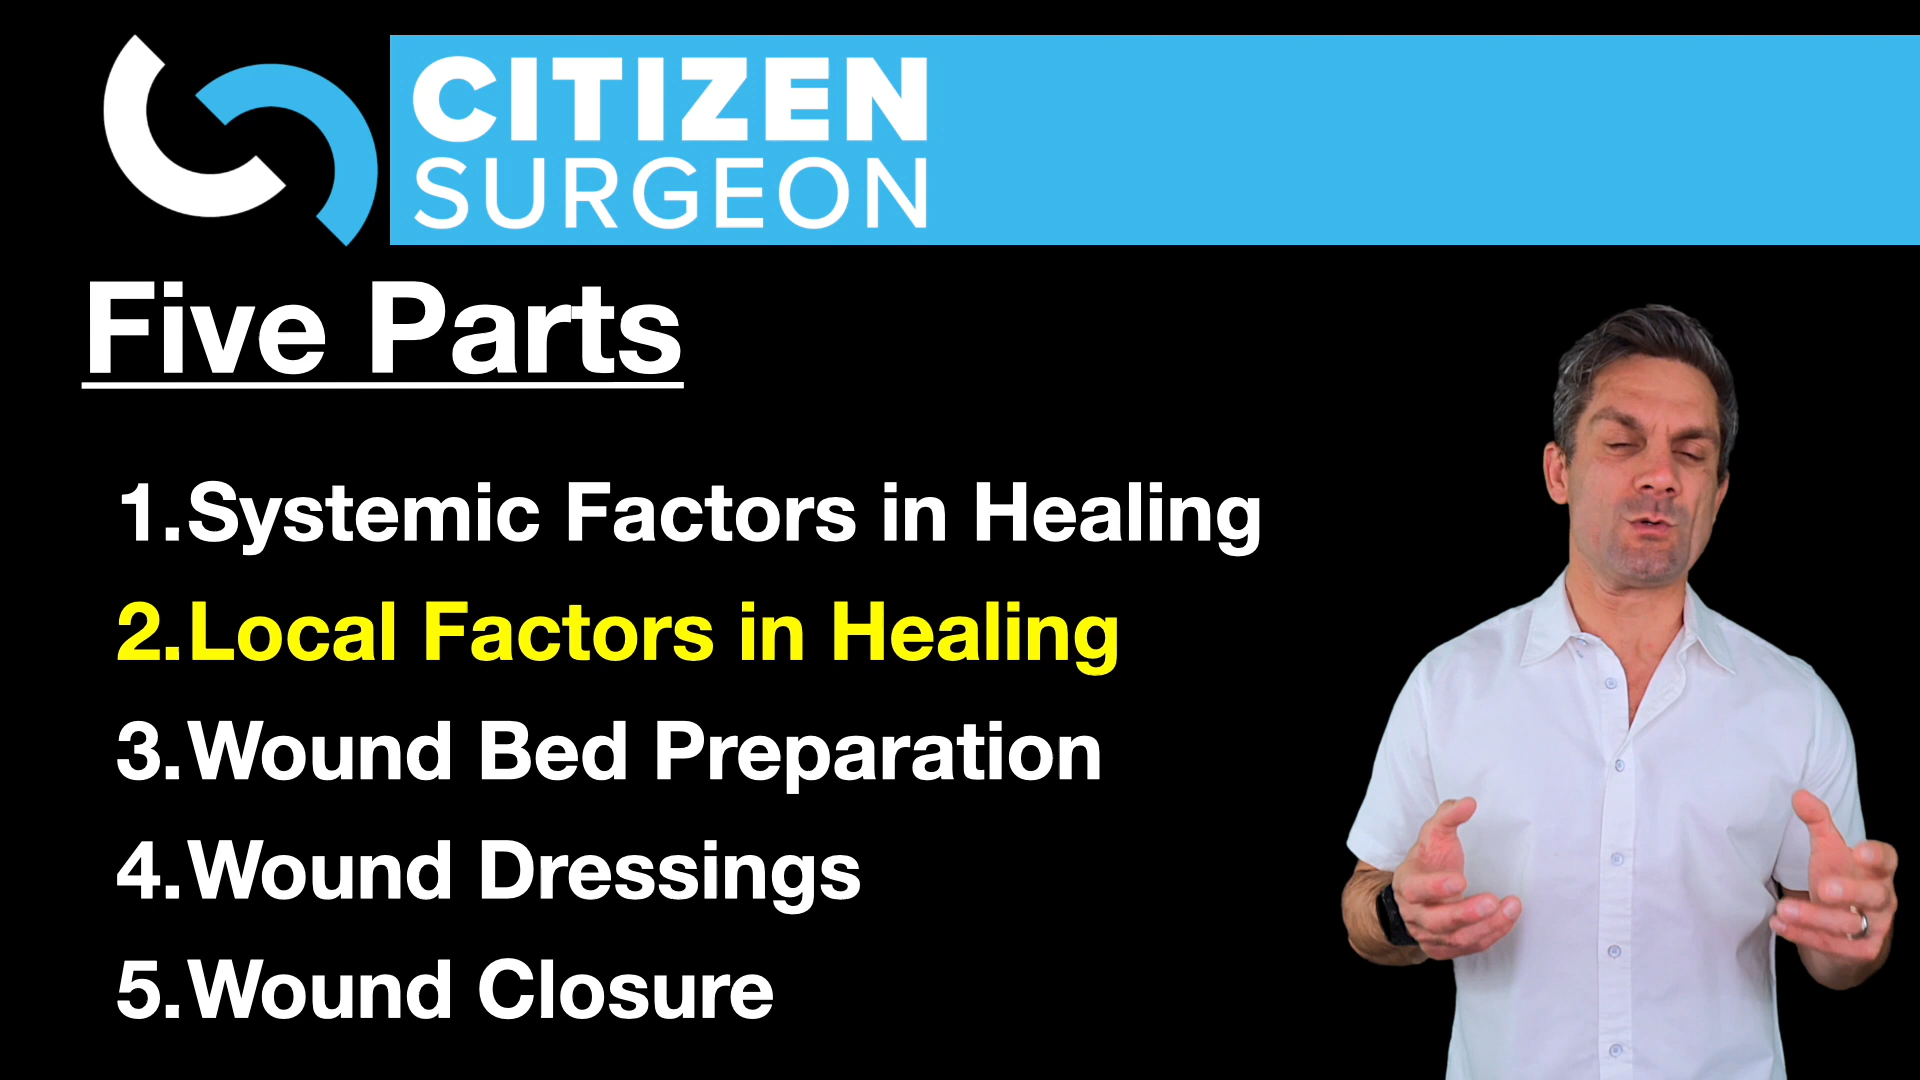 CITIZEN
SURGEON
Five Parts
1.Systemic Factors in Healing
2.Local Factors in Healing
3.Wound Bed Preparation
4.Wound Dressings
5.Wound Closure